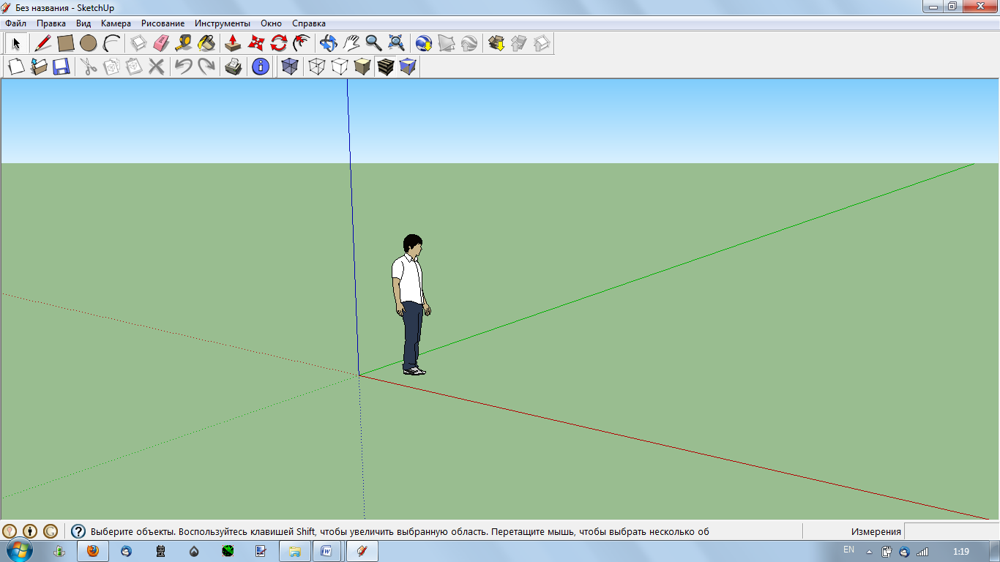 Без названия - SketchUp
Файл Правка Вид Камера Рисование Инструменты Окно Справка
Выберите объекты. Воспользуйтесь клавишей Shift, чтобы увеличить выбранную область. Перетащите мышь, чтобы выбрать несколько об
Измерения
EN
1:19